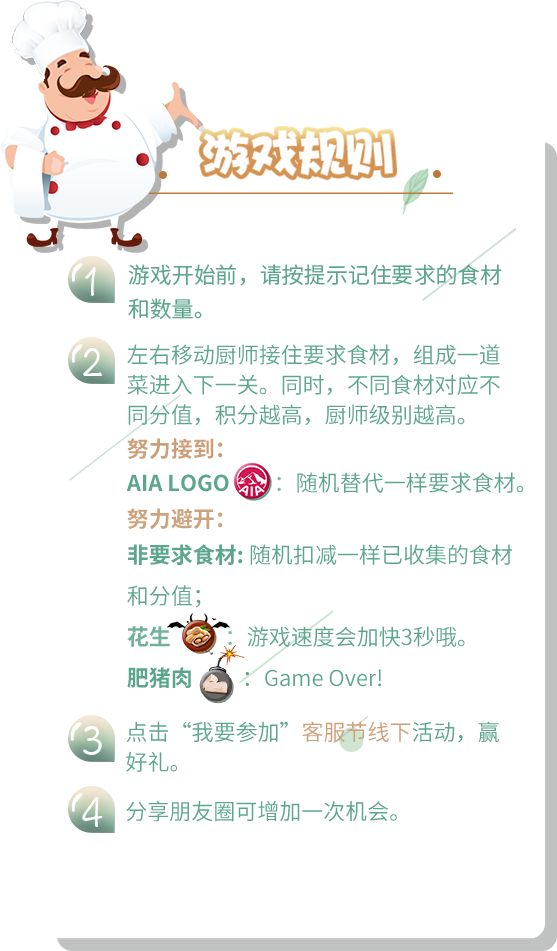 游戏规则
1 游戏开始前，请按提示记住要求的食材
和数量。
2 左右移动厨师接住要求食材，组成一道
菜进入下一关。同时，不同食材对应不
同分值，积分越高，厨师级别越高。
努力接到：
AIA LOGO AIA ：随机替代一样要求食材。
努力避开：
非要求食材: 随机扣减一样已收集的食材
和分值；
花生 ：游戏速度会加快3秒哦。
肥猪肉 ：Game Over!
3 点击“我要参加”客服节线下活动，赢
好礼。
4 分享朋友圈可增加一次机会。